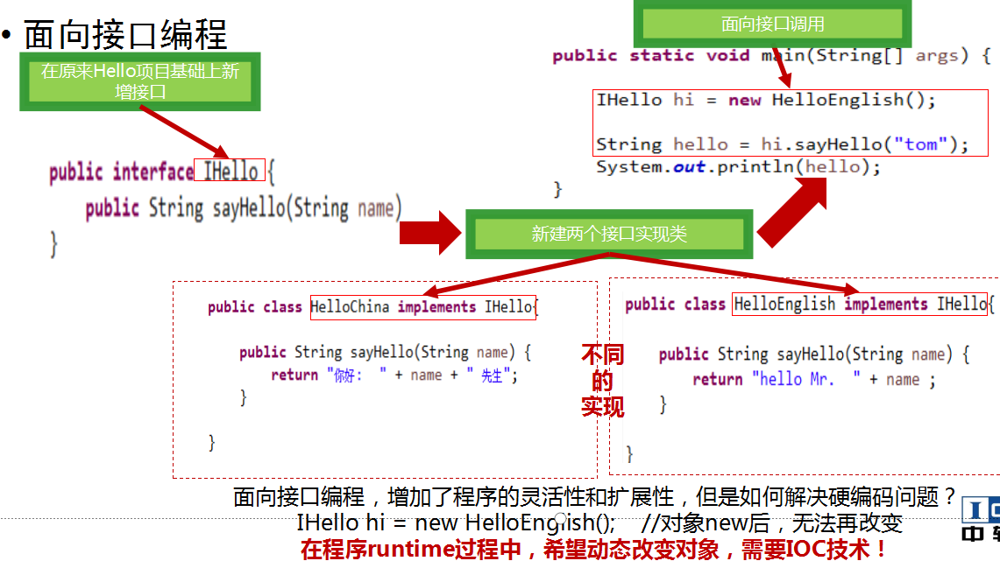 • 面向接口编程
在原来Hello项目基础上新
增接口
public interface IHello {
public String sayHello(String name)
}
面向接口调用
public static void main(String[] args) {
IHello hi = new HelloEnglish();
String hello = hi.sayHello("tom");
System.out.println(hello);
}
新建两个接口实现类
public class HelloChina implements IHello{
public String sayHello(String name) {
return "你好: " + name + " 先生";
}
}
不同
的
实现
public class HelloEnglish implements IHello{
public String sayHello(String name) {
return "hello Mr. " + name ;
}
}
面向接口编程，增加了程序的灵活性和扩展性，但是如何解决硬编码问题？
IHello hi = new HelloEnglish(); //对象new后，无法再改变
在程序runtime过程中，希望动态改变对象，需要IOC技术！